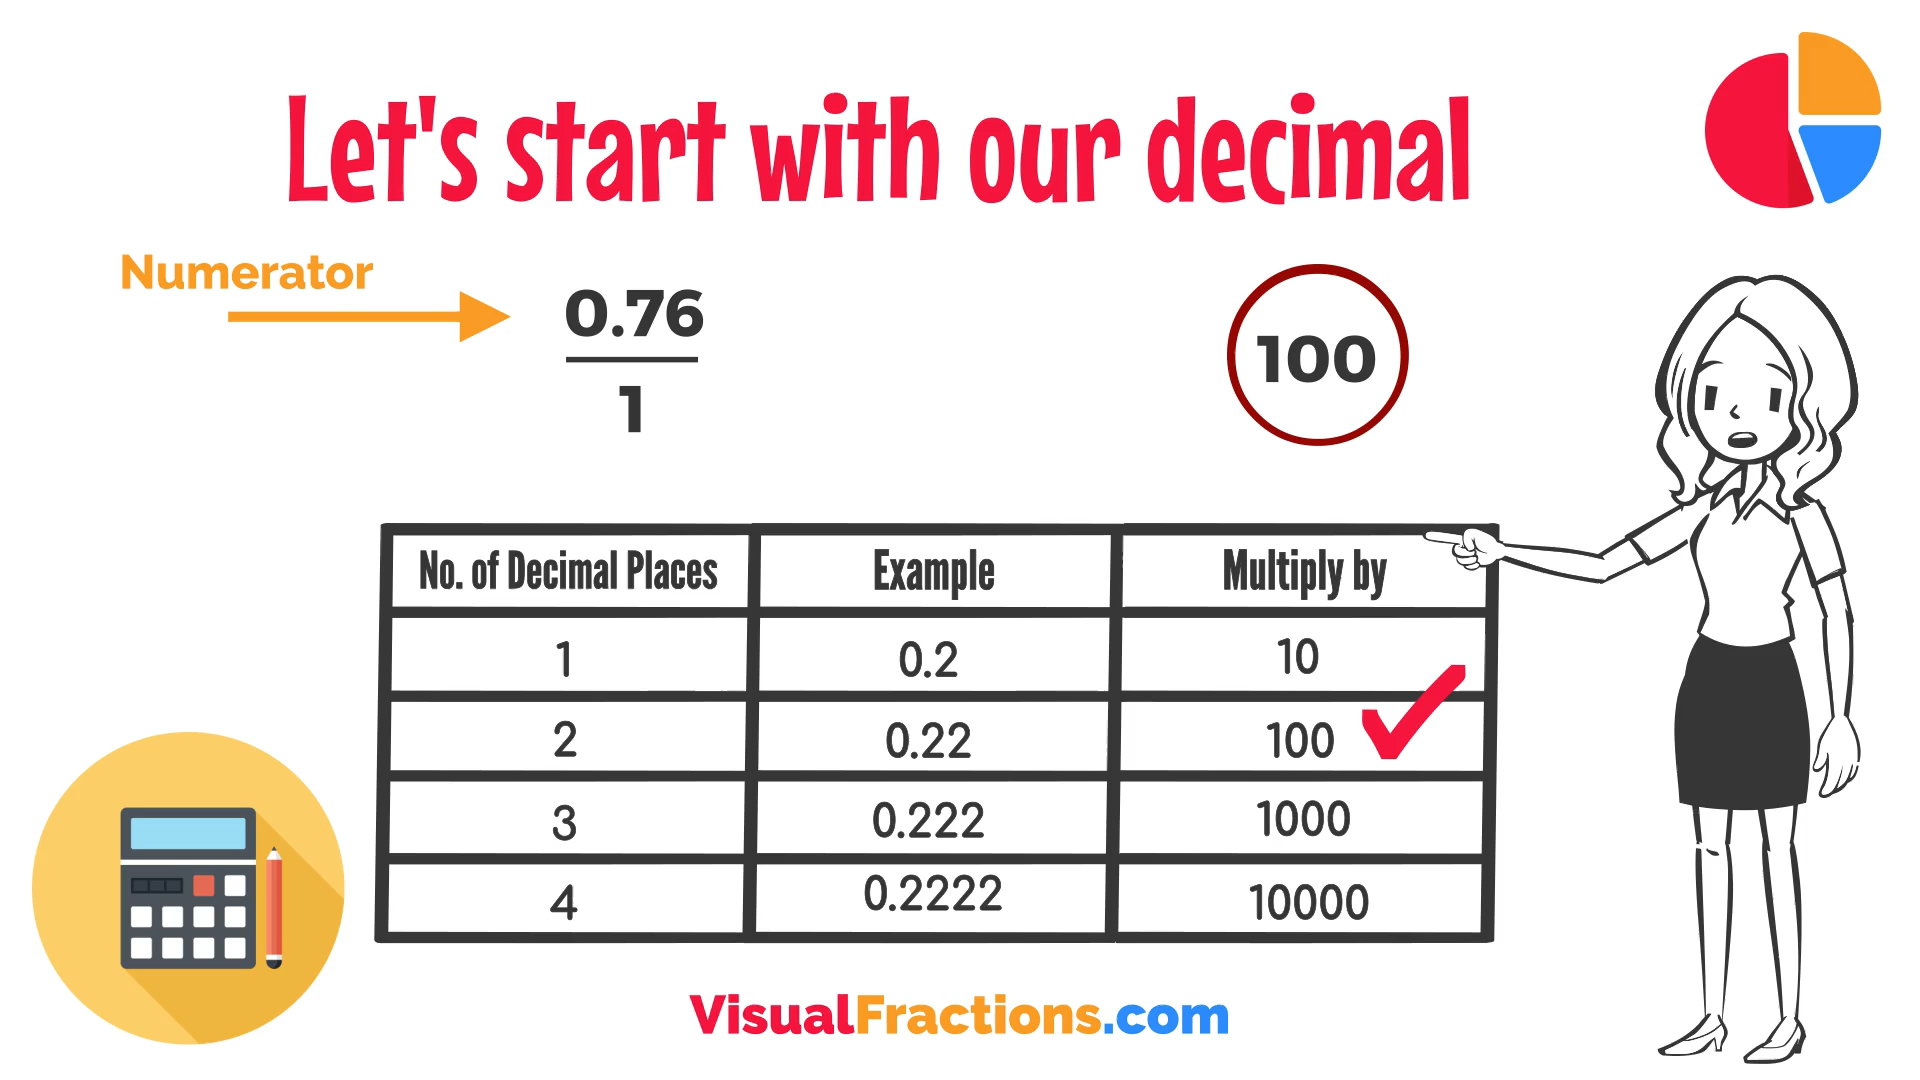 Let's start with our decimal
Numerator
0.76
1
100
No. of Decimal Places Example Multiply by
1 0.2 10
2 0.22 100
3 0.222 1000
4 0.2222 10000
VisualFractions.com